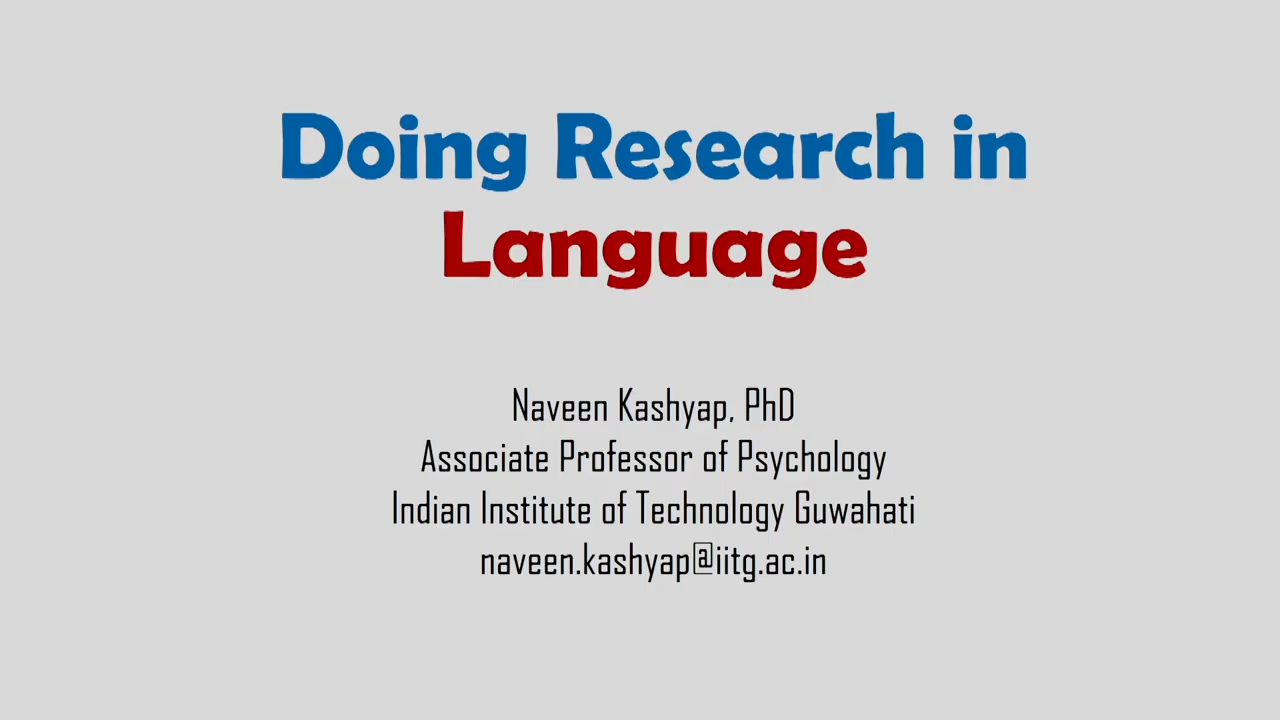 Doing Research in
Language
Naveen Kashyap, PhD
Associate Professor of Psychology
Indian Institute of Technology Guwahati
naveen.kashyap@iitg.ac.in